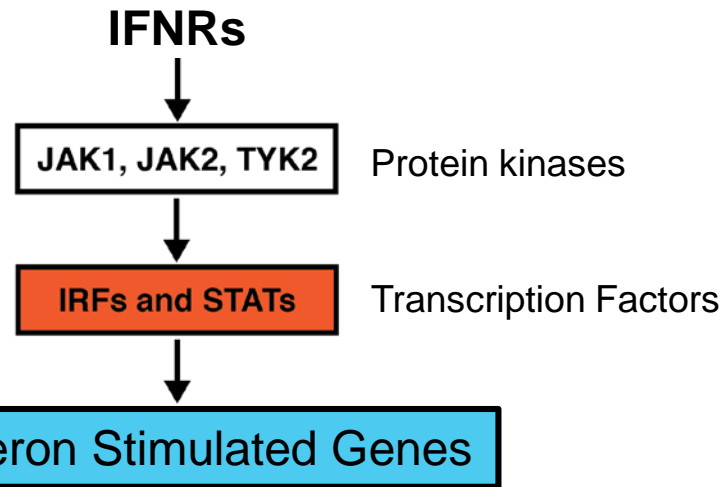 IFNRs
JAK1, JAK2, TYK2 Protein kinases
IRFs and STATs Transcription Factors
eron Stimulated Genes